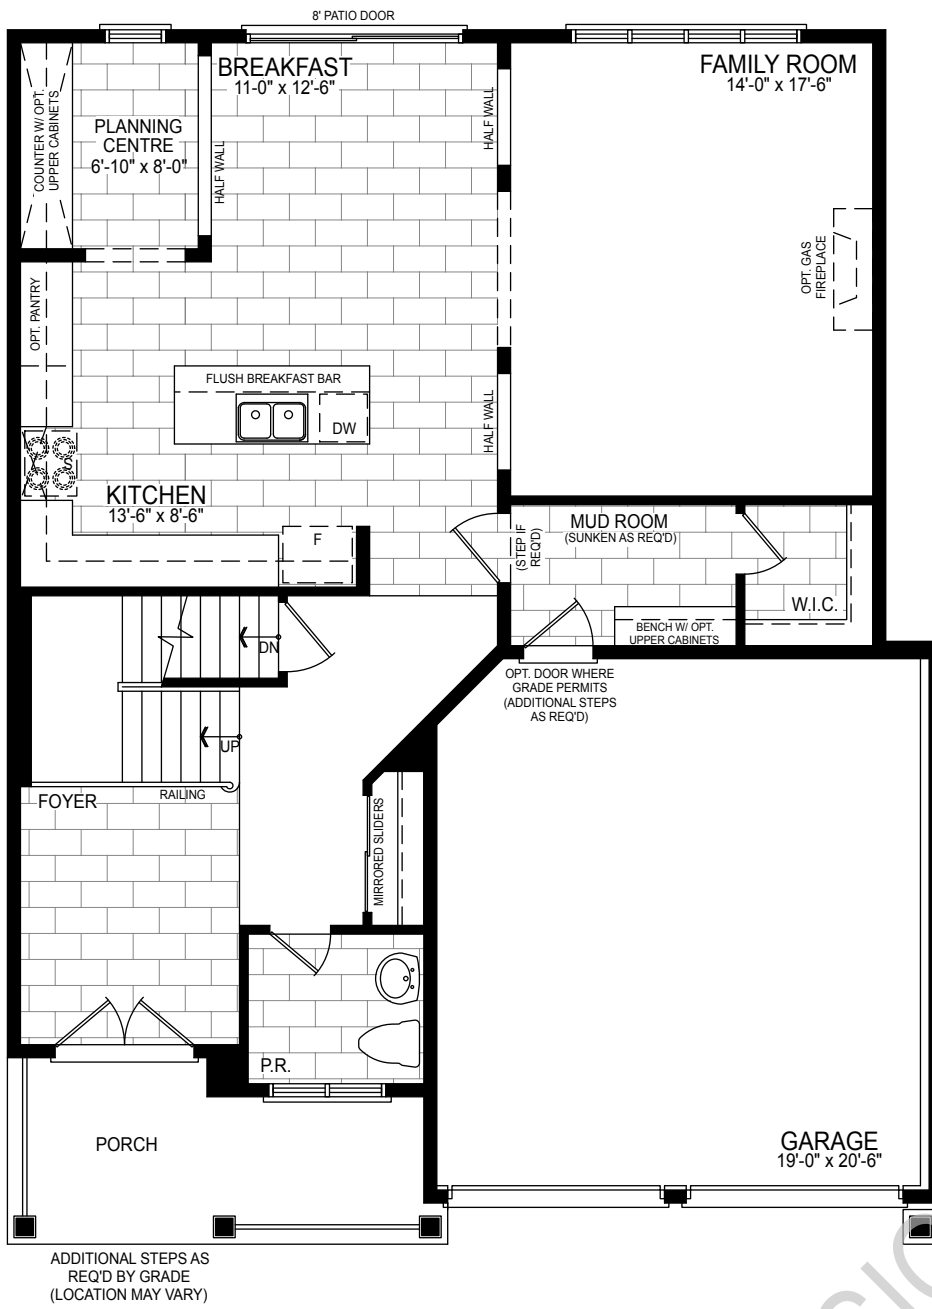 8' PATIO DOOR
BREAKFAST
11-0" x 12'-6"
FAMILY ROOM
14'-0" x 17'-6"
COUNTER W/ OPT.
UPPER CABINETS
PLANNING
CENTRE
6'-10" x 8'-0"
HALF WALL
HALF WALL
OPT. GAS
FIREPLACE
OPT. PANTRY
FLUSH BREAKFAST BAR
DW
HALF WALL
S
KITCHEN
13'-6" x 8'-6"
F
(STEP IF
REQ'D)
MUD ROOM
(SUNKEN AS REQ'D)
W.I.C.
BENCH W/ OPT.
UPPER CABINETS
DN
OPT. DOOR WHERE
GRADE PERMITS
(ADDITIONAL STEPS
AS REQ'D)
UP
FOYER
RAILING
MIRRORED SLIDERS
P.R.
PORCH
GARAGE
19'-0" x 20'-6"
ADDITIONAL STEPS AS
REQ'D BY GRADE
(LOCATION MAY VARY)